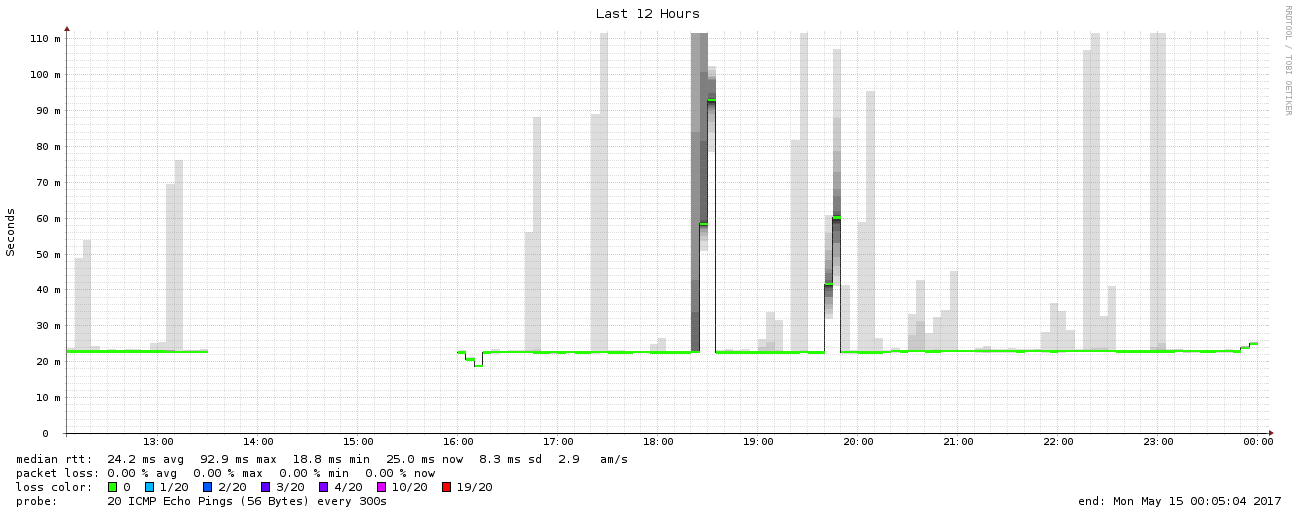 Last 12 Hours
RRDTOOL / TOBI OETIKER
Seconds
110 m
100 m
90 m
80 m
70 m
60 m
50 m
40 m
30 m
20 m
10 m
0
13:00 14:00 15:00 16:00 17:00 18:00 19:00 20:00 21:00 22:00 23:00 00:00
median rtt: 24.2 ms avg 92.9 ms max 18.8 ms min 25.0 ms now 8.3 ms sd 2.9 am/s
packet loss: 0.00 % avg 0.00 % max 0.00 % min 0.00 % now
loss color: 0 1/20 2/20 3/20 4/20 10/20 19/20
probe: 20 ICMP Echo Pings (56 Bytes) every 300s end: Mon May 15 00:05:04 2017